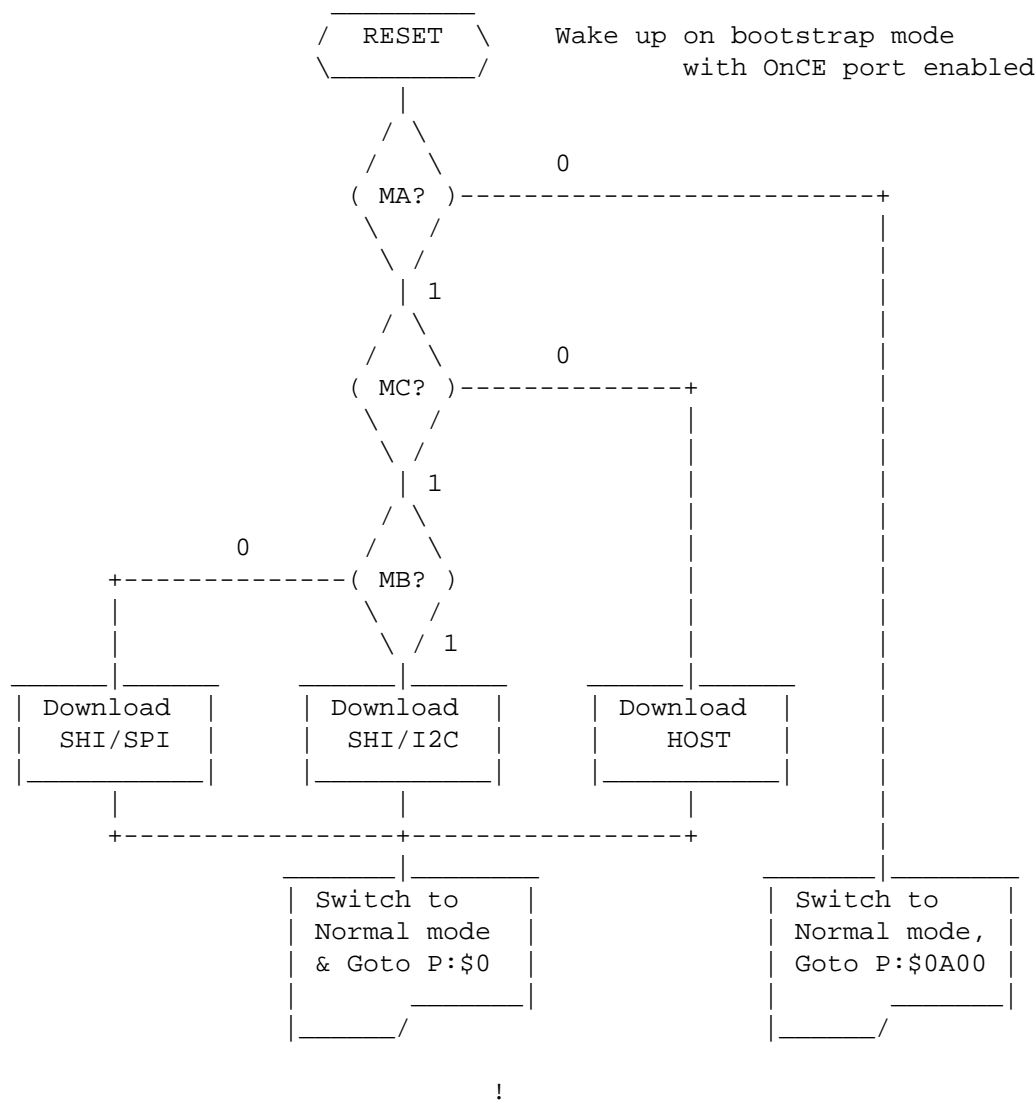 RESET Wake up on bootstrap mode
with OnCE port enabled
0
MA?
1
0
MC?
1
0
MB?
1
Download Download Download
SHI/SPI SHI/I2C HOST
Switch to Switch to
Normal mode Normal mode,
& Goto P:$0 Goto P:$0A00
!